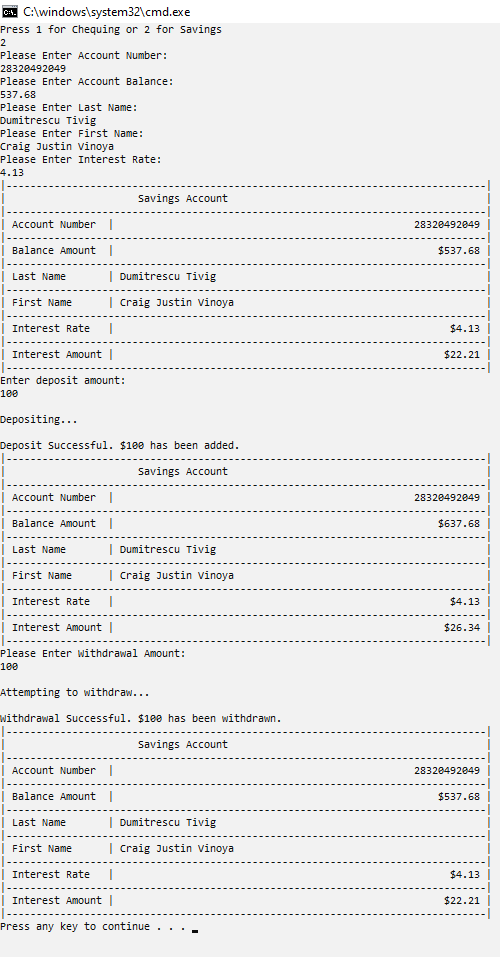 C:\windows\system32\cmd.exe
Press 1 for Chequing or 2 for Savings
2
Please Enter Account Number:
28320492049
Please Enter Account Balance:
537.68
Please Enter Last Name:
Dumitrescu Tivig
Please Enter First Name:
Craig Justin Vinoya
Please Enter Interest Rate:
4.13
|--------------------------------------------------------------------------------|
| Savings Account |
|--------------------------------------------------------------------------------|
| Account Number | 28320492049 |
|--------------------------------------------------------------------------------|
| Balance Amount | $537.68 |
|--------------------------------------------------------------------------------|
| Last Name | Dumitrescu Tivig |
|--------------------------------------------------------------------------------|
| First Name | Craig Justin Vinoya |
|--------------------------------------------------------------------------------|
| Interest Rate | $4.13 |
|--------------------------------------------------------------------------------|
| Interest Amount | $22.21 |
|--------------------------------------------------------------------------------|
Enter deposit amount:
100
Depositing...
Deposit Successful. $100 has been added.
|--------------------------------------------------------------------------------|
| Savings Account |
|--------------------------------------------------------------------------------|
| Account Number | 28320492049 |
|--------------------------------------------------------------------------------|
| Balance Amount | $637.68 |
|--------------------------------------------------------------------------------|
| Last Name | Dumitrescu Tivig |
|--------------------------------------------------------------------------------|
| First Name | Craig Justin Vinoya |
|--------------------------------------------------------------------------------|
| Interest Rate | $4.13 |
|--------------------------------------------------------------------------------|
| Interest Amount | $26.34 |
|--------------------------------------------------------------------------------|
Please Enter Withdrawal Amount:
100
Attempting to withdraw...
Withdrawal Successful. $100 has been withdrawn.
|--------------------------------------------------------------------------------|
| Savings Account |
|--------------------------------------------------------------------------------|
| Account Number | 28320492049 |
|--------------------------------------------------------------------------------|
| Balance Amount | $537.68 |
|--------------------------------------------------------------------------------|
| Last Name | Dumitrescu Tivig |
|--------------------------------------------------------------------------------|
| First Name | Craig Justin Vinoya |
|--------------------------------------------------------------------------------|
| Interest Rate | $4.13 |
|--------------------------------------------------------------------------------|
| Interest Amount | $22.21 |
|--------------------------------------------------------------------------------|
Press any key to continue . . .